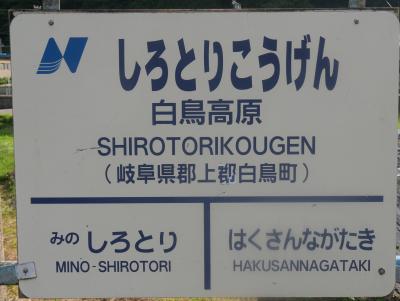 しろとりこうげん
白鳥高原
SHIROTORIKOUGEN
(岐阜県郡上郡白鳥町)
みの しろとり
MINO-SHIROTORI
はくさんながたき
HAKUSANNAGATAKI